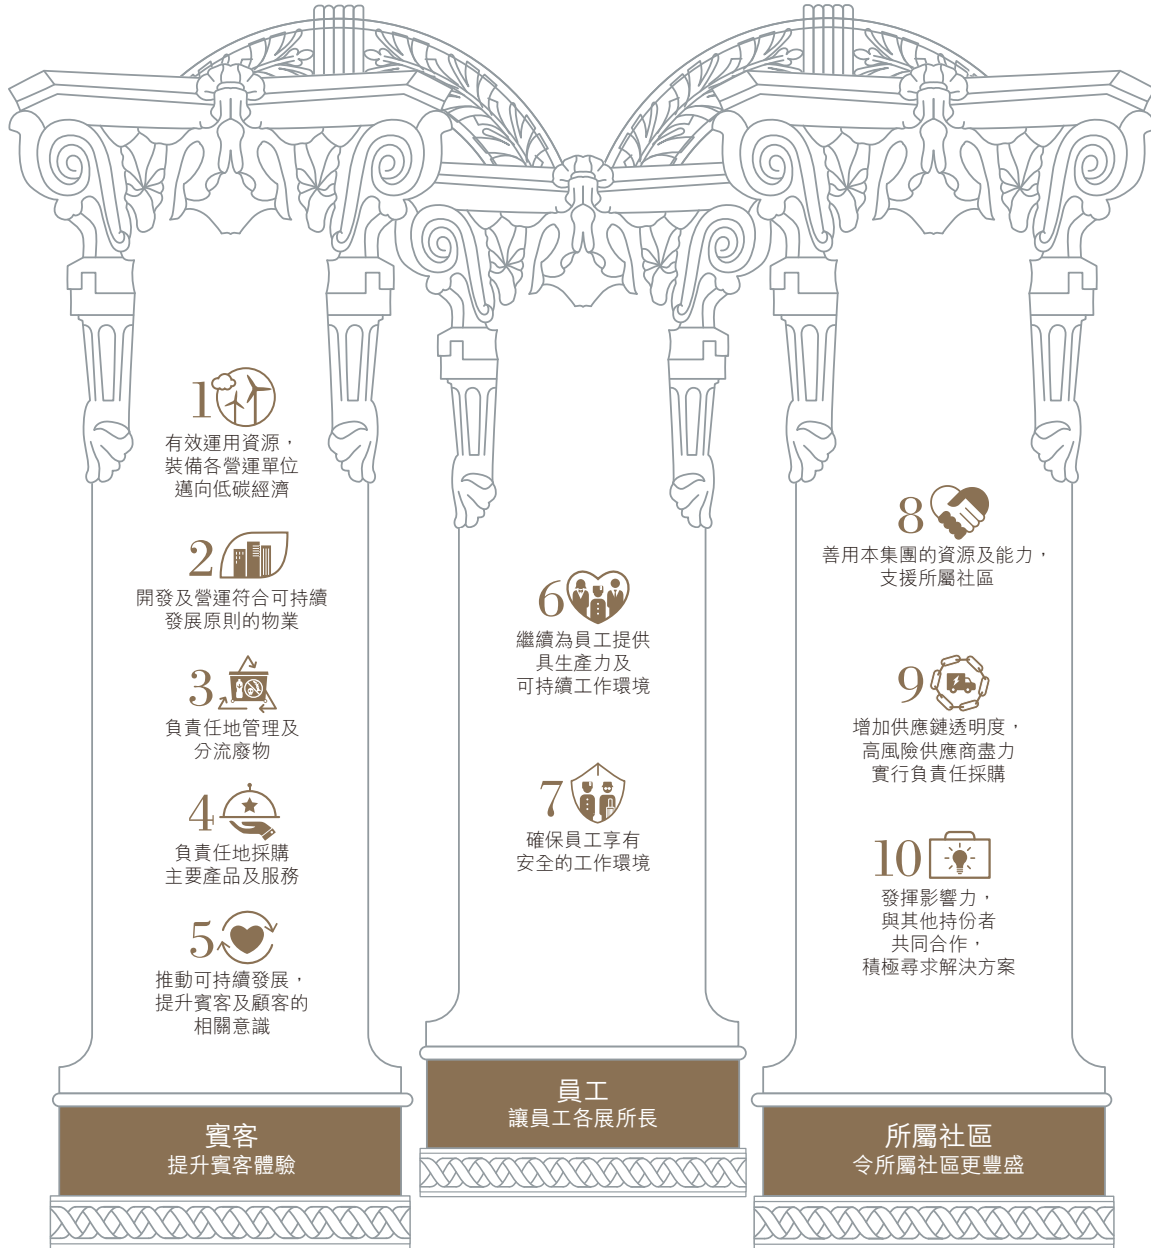 1
有效運用資源，
裝備各營運單位
邁向低碳經濟
2
開發及營運符合可持續
發展原則的物業
3
負責任地管理及
分流廢物
4
負責任地採購
主要產品及服務
5
推動可持續發展，
提升賓客及顧客的
相關意識
賓客
提升賓客體驗
6
繼續為員工提供
具生產力及
可持續工作環境
7
確保員工享有
安全的工作環境
員工
讓員工各展所長
8
善用本集團的資源及能力，
支援所屬社區
9
增加供應鏈透明度，
高風險供應商盡力
實行負責任採購
10
發揮影響力，
與其他持份者
共同合作，
積極尋求解決方案
所屬社區
令所屬社區更豐盛